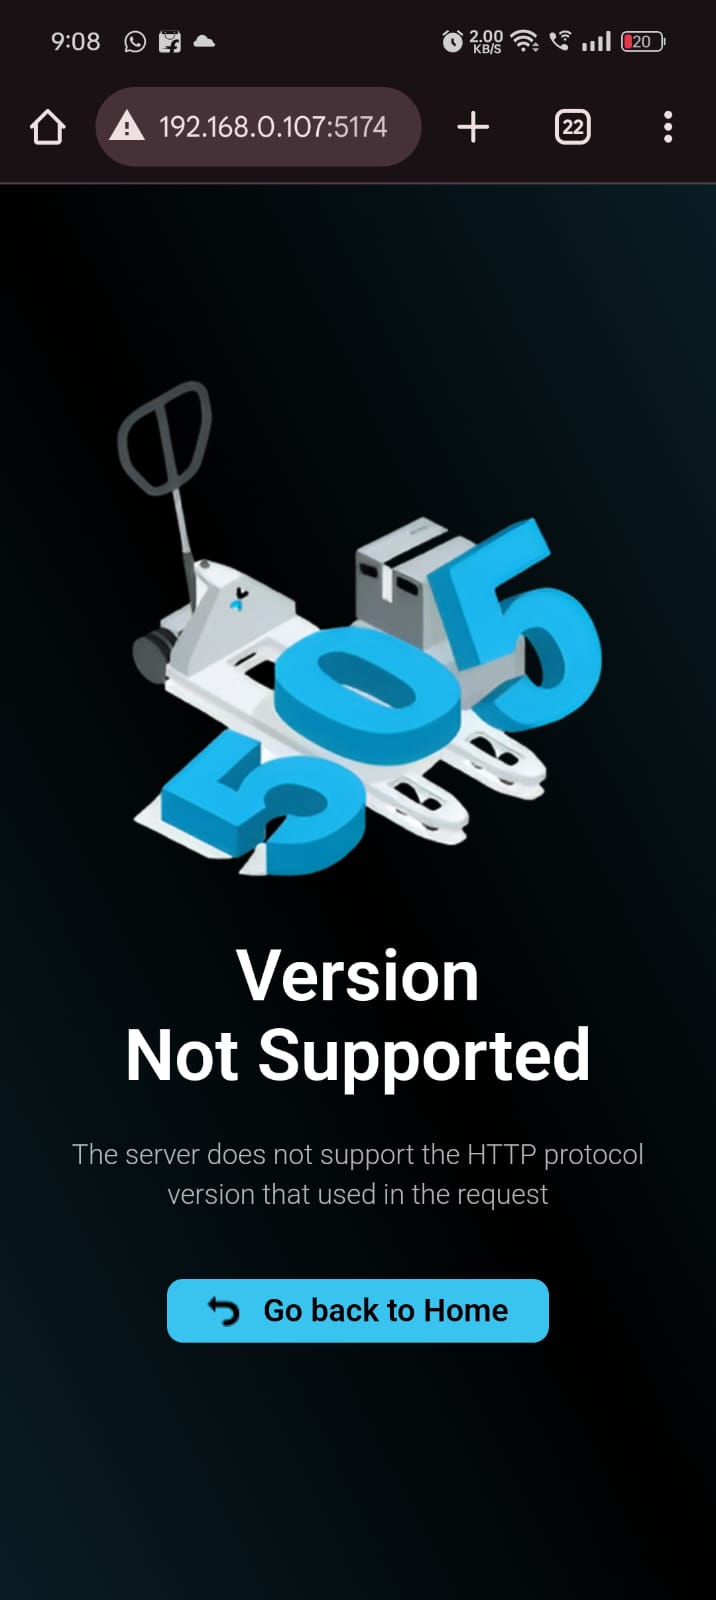 9:08
2.00
KB/S
20
192.168.0.107:5174
22
505
Version
Not Supported
The server does not support the HTTP protocol
version that used in the request
Go back to Home